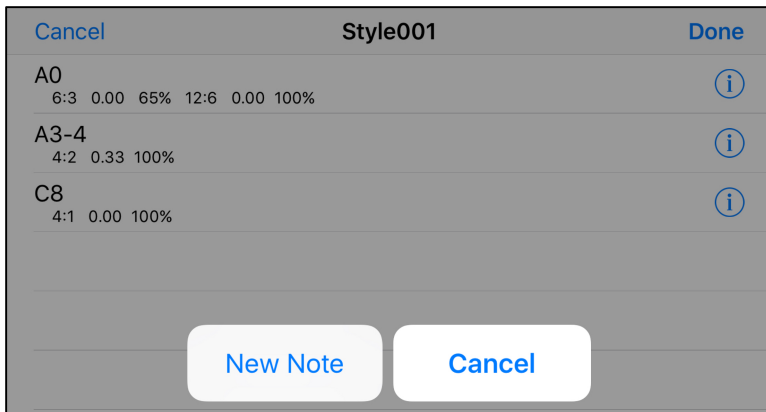 Cancel Style001 Done
A0
6:3 0.00 65% 12:6 0.00 100%
A3-4
4:2 0.33 100%
C8
4:1 0.00 100%
New Note Cancel